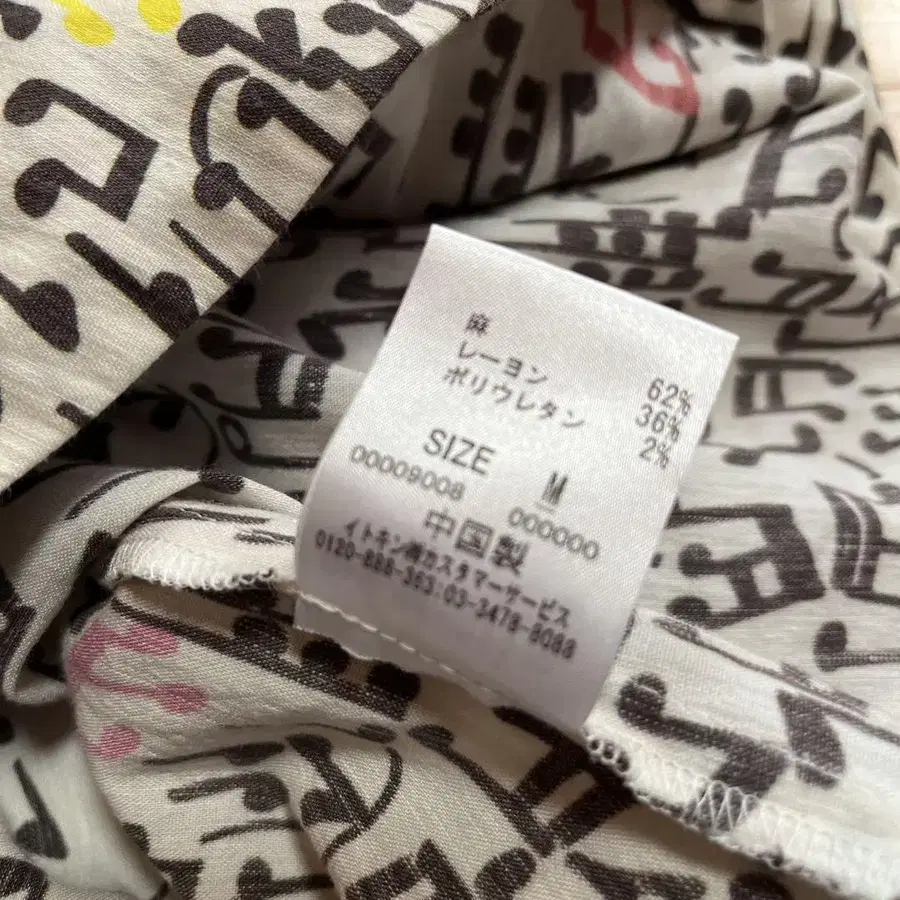 麻 62%
レーヨン 36%
ポリウレタン 2%
SIZE M
00009008 000000
中国製
イトキン㈱カスタマーサービス
0120-888-363:03-3478-8088